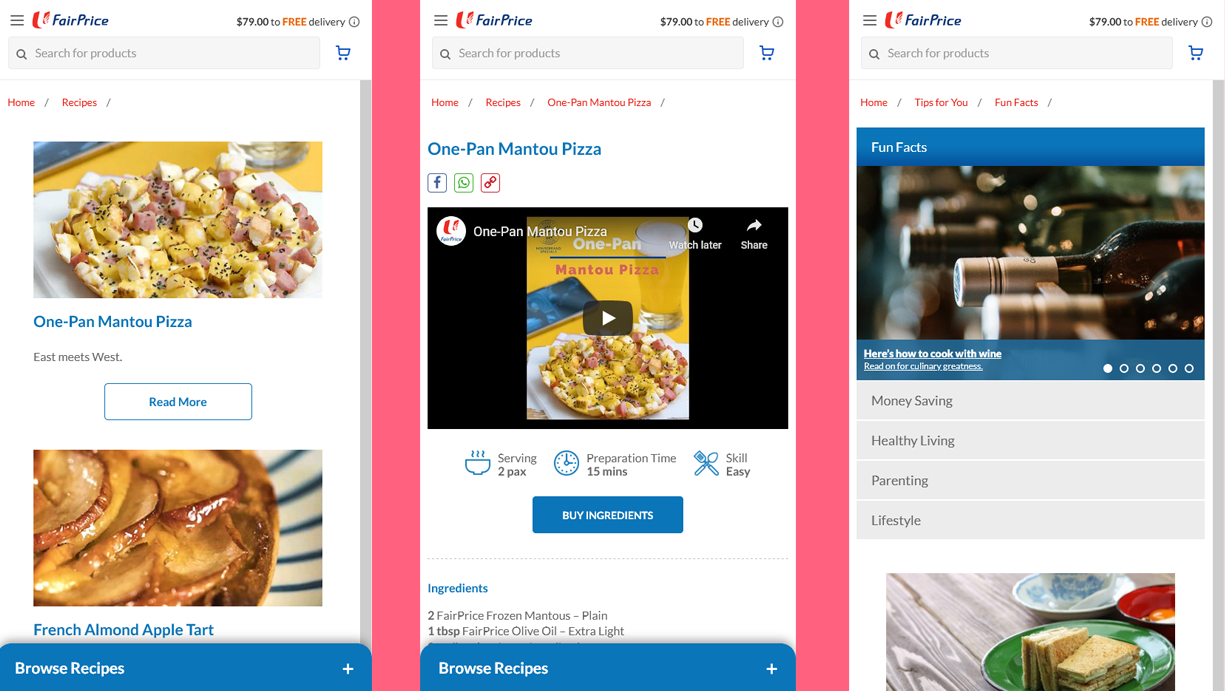 FairPrice
$79.00 to FREE delivery
Search for products
Home / Recipes /
One-Pan Mantou Pizza
East meets West.
Read More
French Almond Apple Tart
Browse Recipes +
FairPrice
$79.00 to FREE delivery
Search for products
Home / Recipes / One-Pan Mantou Pizza /
One-Pan Mantou Pizza
FairPrice
One-Pan Mantou Pizza
Watch later
Share
One-Pan
Mantou Pizza
Serving
2 pax
Preparation Time
15 mins
Skill
Easy
BUY INGREDIENTS
Ingredients
2 FairPrice Frozen Mantous – Plain
1 tbsp FairPrice Olive Oil – Extra Light
Browse Recipes +
FairPrice
$79.00 to FREE delivery
Search for products
Home / Tips for You / Fun Facts /
Fun Facts
Here's how to cook with wine
Read on for culinary greatness.
Money Saving
Healthy Living
Parenting
Lifestyle